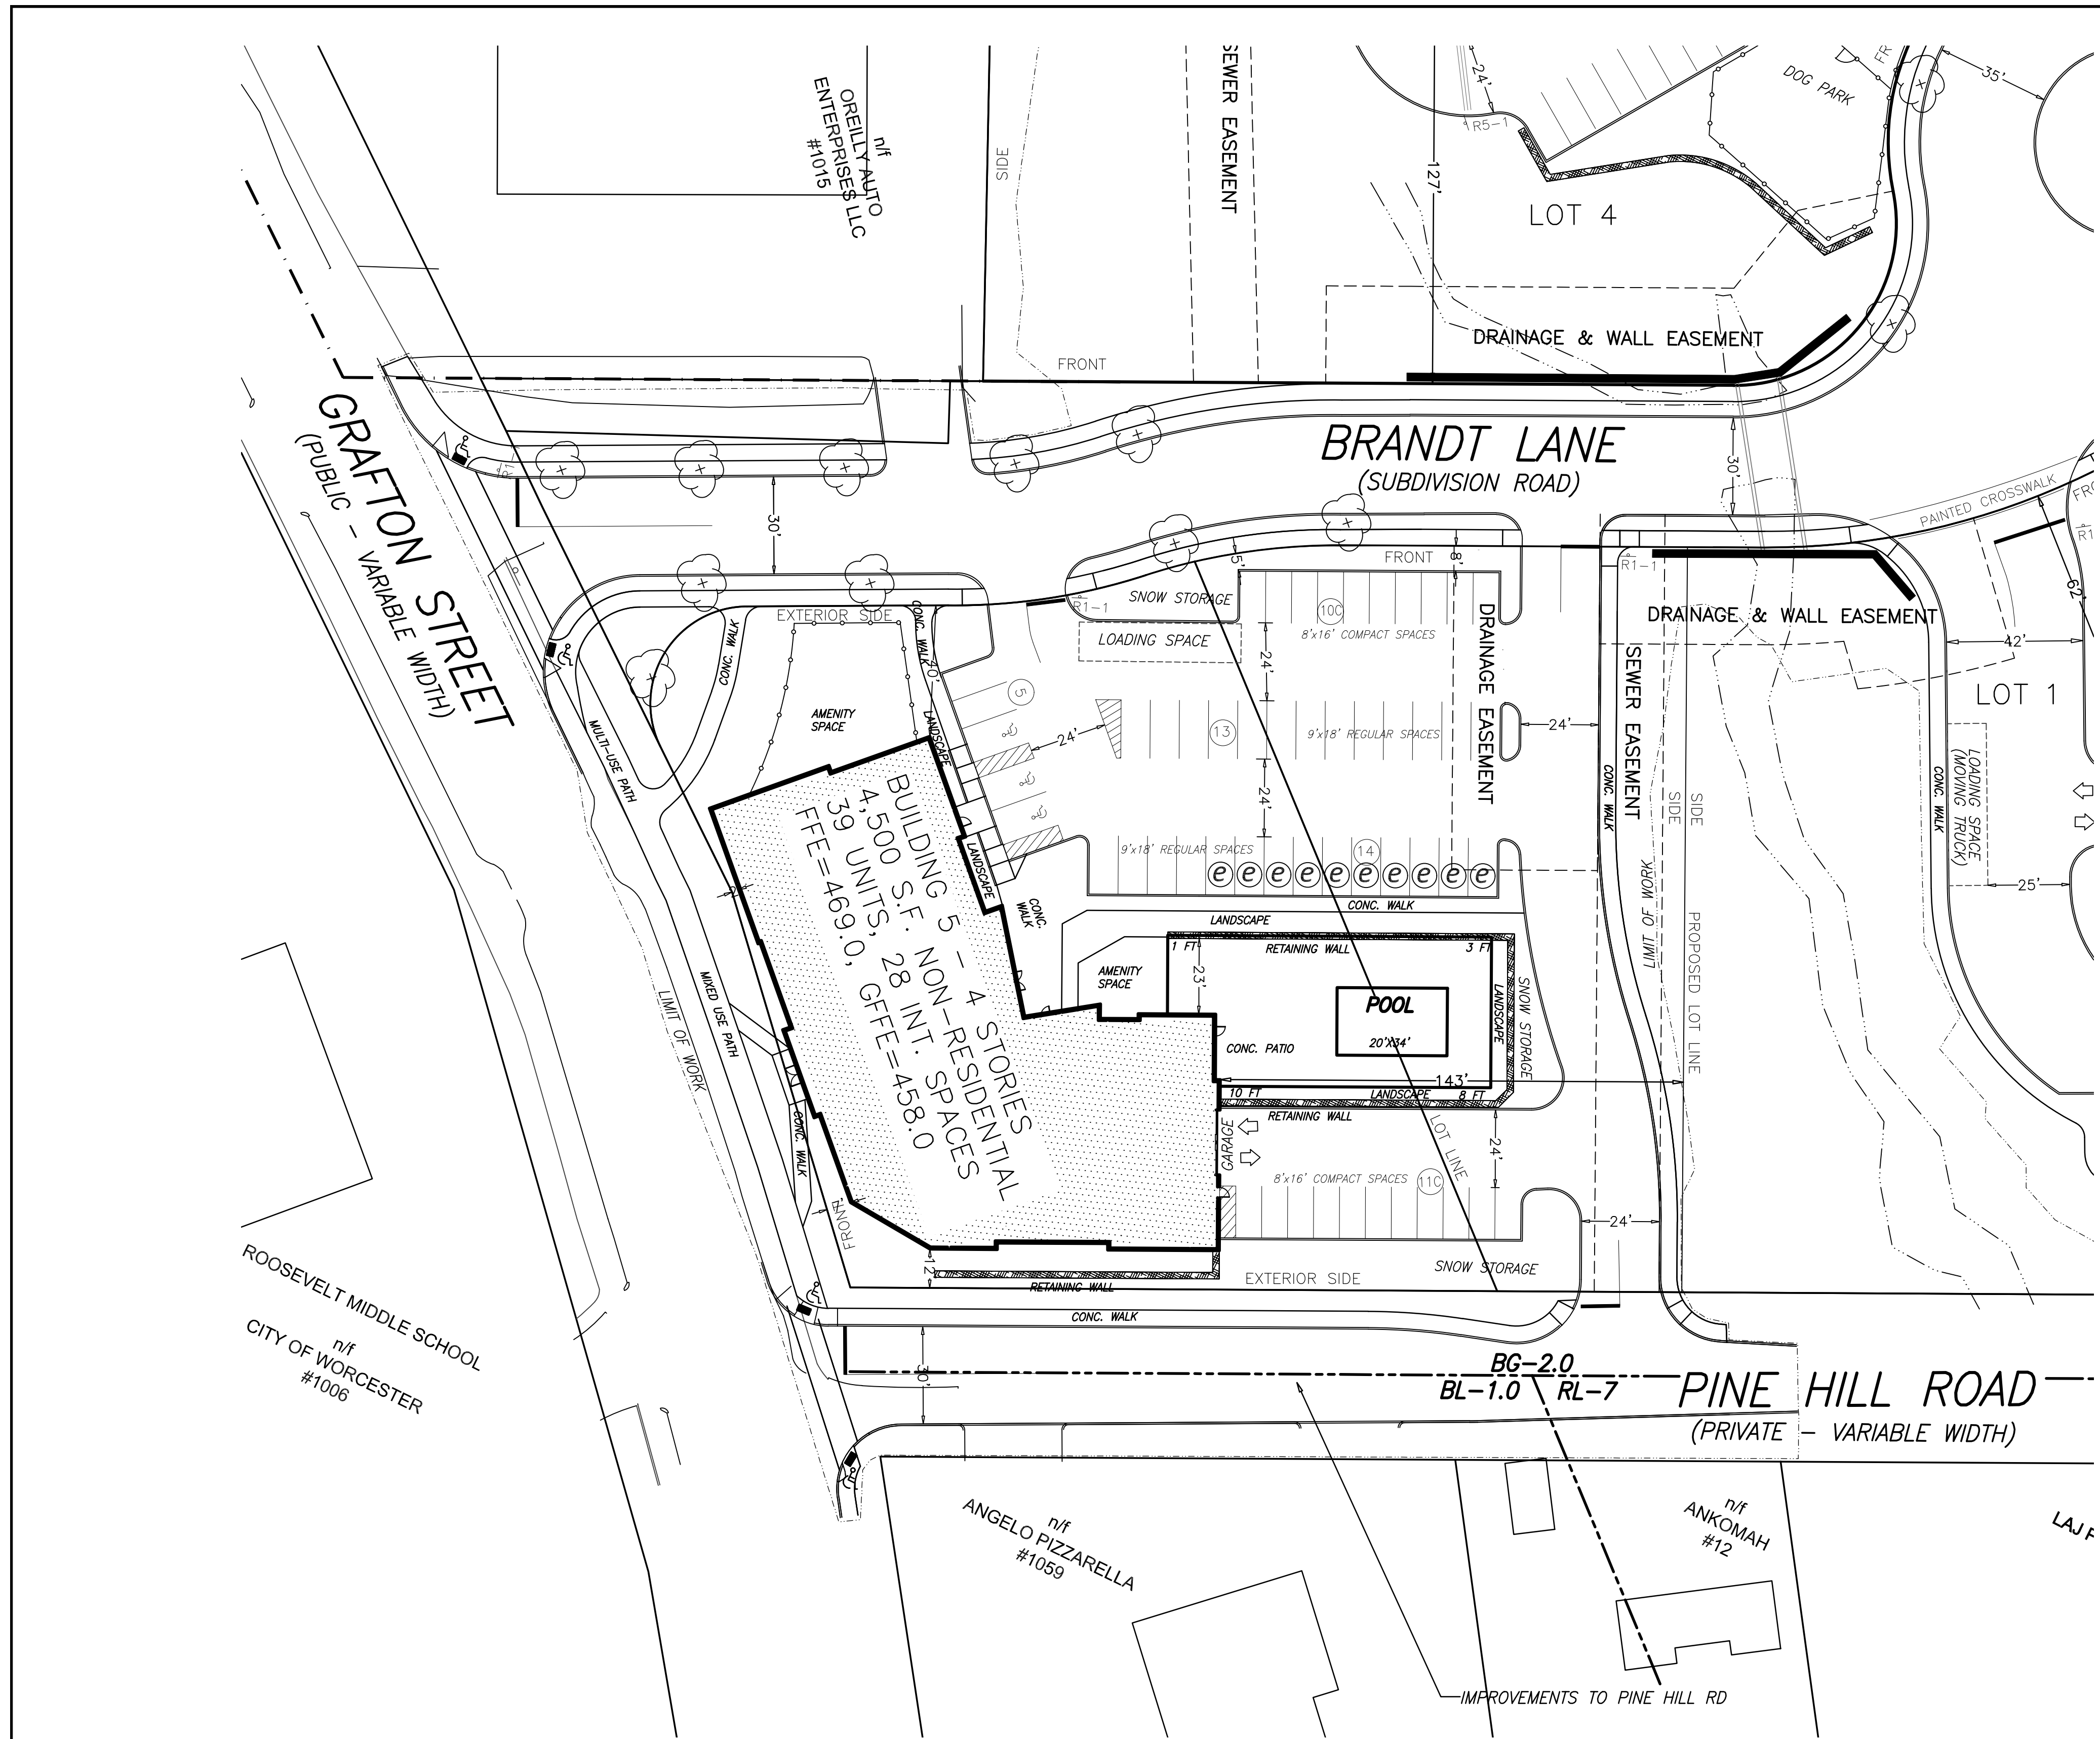 n/f
OREILLY AUTO
ENTERPRISES LLC
#1015
SIDE
SEWER EASEMENT
127'
24'
R5-1
DOG PARK
35'
LOT 4
DRAINAGE & WALL EASEMENT
FRONT
GRAFTON STREET
(PUBLIC - VARIABLE WIDTH)
BRANDT LANE
(SUBDIVISION ROAD)
30'
30'
PAINTED CROSSWALK
62'
R1-1
FRONT
8'
5'
SNOW STORAGE
R1-1
LOADING SPACE
10C
8'x16' COMPACT SPACES
DRAINAGE EASEMENT
DRAINAGE & WALL EASEMENT
EXTERIOR SIDE
CONC. WALK
CONC. WALK
40'
AMENITY
SPACE
LANDSCAPE
5
24'
24'
13
9'x18' REGULAR SPACES
24'
24'
SEWER EASEMENT
CONC. WALK
SIDE
SIDE
LIMIT OF WORK
PROPOSED LOT LINE
42'
LOT 1
LOADING SPACE
(MOVING TRUCK)
CONC. WALK
25'
MULTI-USE PATH
9'x18' REGULAR SPACES
14
e e e e e e e e e e
CONC. WALK
LANDSCAPE
LANDSCAPE
CONC.
WALK
BUILDING 5 - 4 STORIES
4,500 S.F. NON-RESIDENTIAL
39 UNITS, 28 INT. SPACES
FFE=469.0, GFFE=458.0
1 FT
RETAINING WALL
3 FT
AMENITY
SPACE
23'
POOL
20'X34'
CONC. PATIO
LANDSCAPE
SNOW STORAGE
143'
10 FT
LANDSCAPE
8 FT
RETAINING WALL
GARAGE
LOT LINE
24'
8'x16' COMPACT SPACES
11C
24'
MIXED USE PATH
LIMIT OF WORK
CONC. WALK
FRONT
12'
RETAINING WALL
EXTERIOR SIDE
SNOW STORAGE
CONC. WALK
30'
BG-2.0
BL-1.0
RL-7
PINE HILL ROAD
(PRIVATE - VARIABLE WIDTH)
ROOSEVELT MIDDLE SCHOOL
n/f
CITY OF WORCESTER
#1006
n/f
ANGELO PIZZARELLA
#1059
n/f
ANKOMAH
#12
LAJ
IMPROVEMENTS TO PINE HILL RD